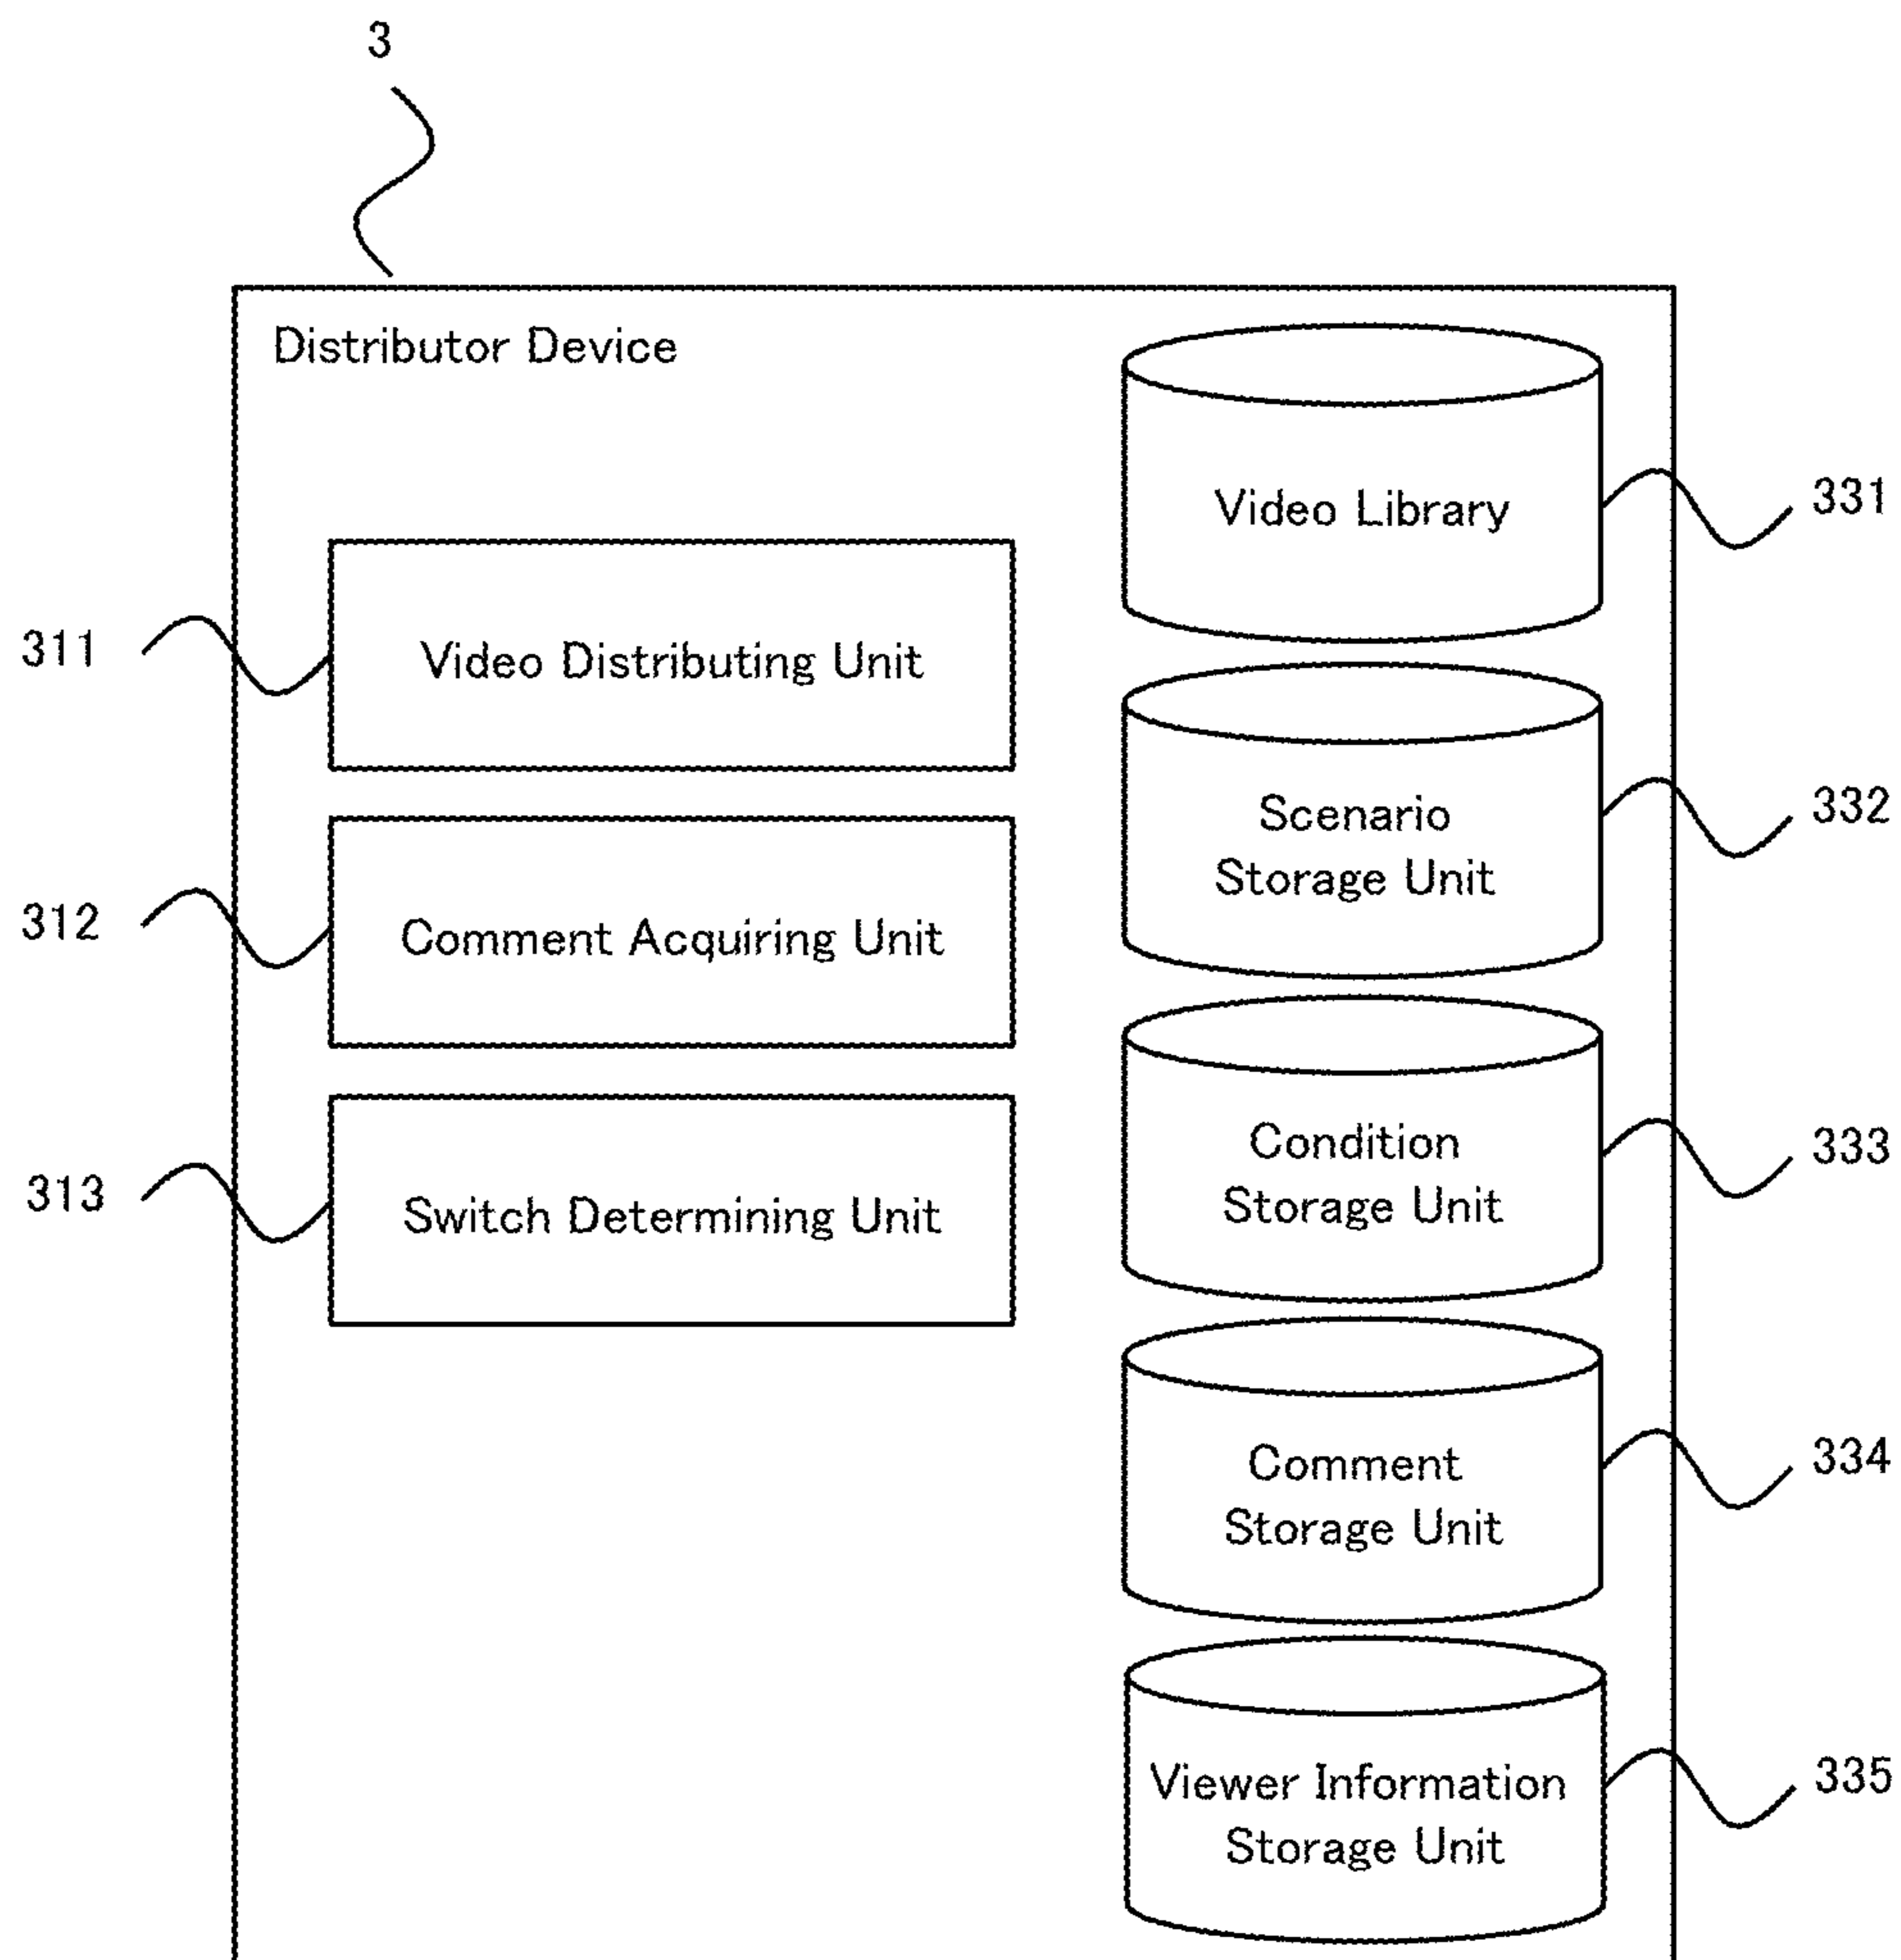 3
Distributor Device
Video Library
331
311
Video Distributing Unit
Scenario
Storage Unit
332
312
Comment Acquiring Unit
Condition
Storage Unit
333
313
Switch Determining Unit
Comment
Storage Unit
334
Viewer Information
Storage Unit
335